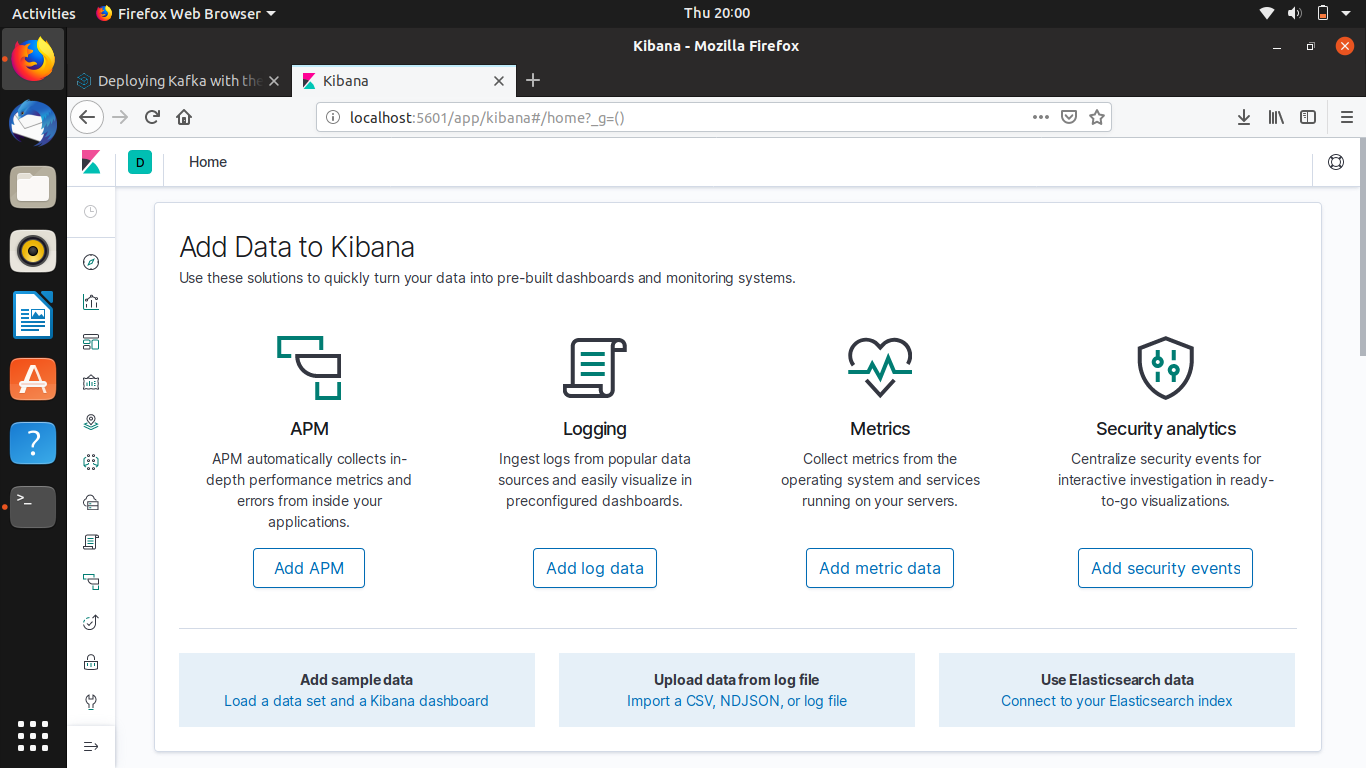 Activities Firefox Web Browser Thu 20:00
Kibana - Mozilla Firefox
Deploying Kafka with the Kibana
localhost:5601/app/kibana#/home?_g=()
D Home
Add Data to Kibana
Use these solutions to quickly turn your data into pre-built dashboards and monitoring systems.
APM
APM automatically collects in-
depth performance metrics and
errors from inside your
applications.
Add APM
Logging
Ingest logs from popular data
sources and easily visualize in
preconfigured dashboards.
Add log data
Metrics
Collect metrics from the
operating system and services
running on your servers.
Add metric data
Security analytics
Centralize security events for
interactive investigation in ready-
to-go visualizations.
Add security events
Add sample data
Load a data set and a Kibana dashboard
Upload data from log file
Import a CSV, NDJSON, or log file
Use Elasticsearch data
Connect to your Elasticsearch index